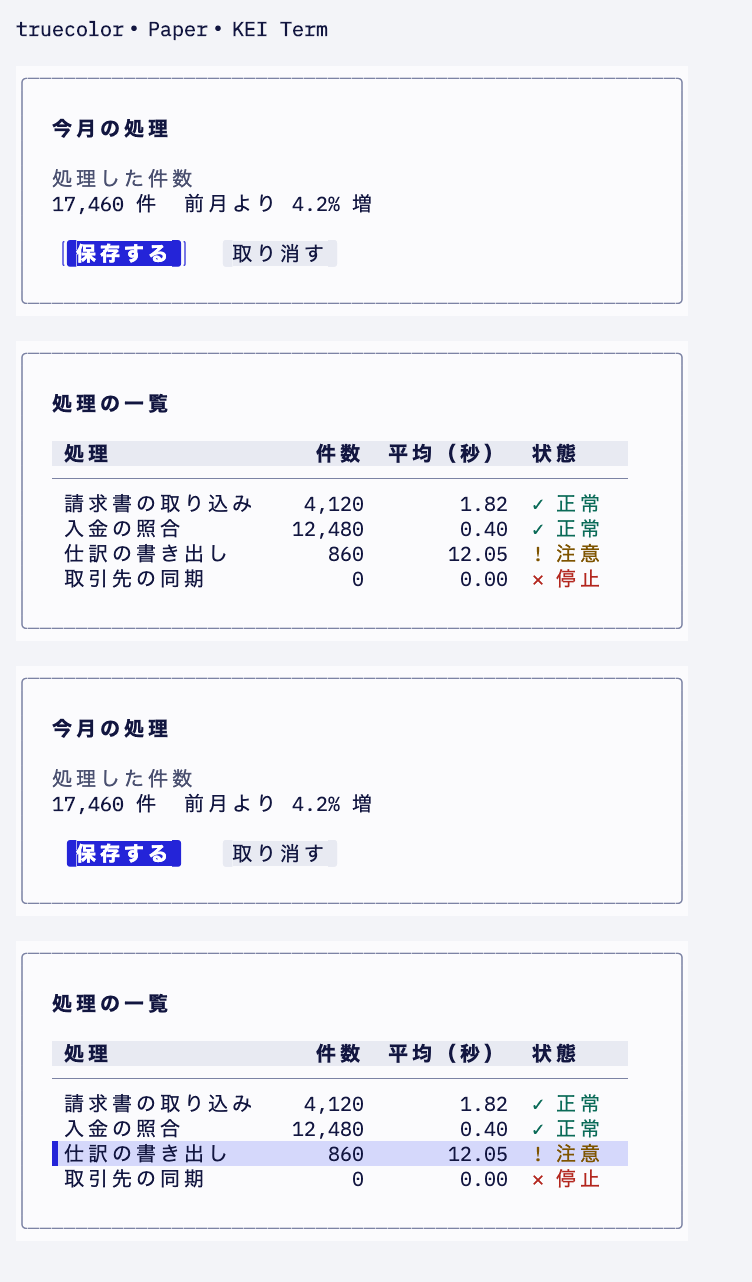 truecolor • Paper • KEI Term
今月の処理
処理した件数
17,460 件 前月より 4.2% 増
保存する 取り消す
処理の一覧
処理 件数 平均 (秒) 状態
請求書の取り込み 4,120 1.82 ✓ 正常
入金の照合 12,480 0.40 ✓ 正常
仕訳の書き出し 860 12.05 ! 注意
取引先の同期 0 0.00 × 停止
今月の処理
処理した件数
17,460 件 前月より 4.2% 増
保存する 取り消す
処理の一覧
処理 件数 平均 (秒) 状態
請求書の取り込み 4,120 1.82 ✓ 正常
入金の照合 12,480 0.40 ✓ 正常
仕訳の書き出し 860 12.05 ! 注意
取引先の同期 0 0.00 × 停止